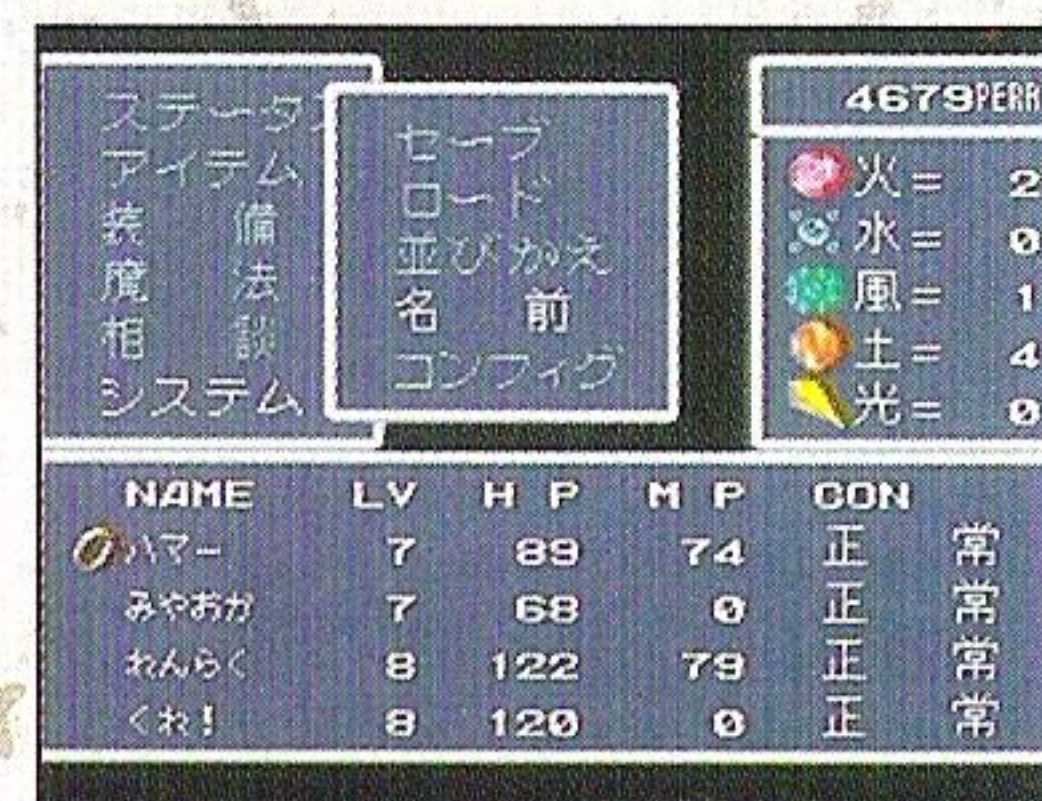 ステータス
アイテム
装備
魔法
相談
システム
セーブ
ロード
並びかえ
名前
コンフィグ
4679PERR
火= 2
水= 0
風= 1
土= 4
光= 0
NAME LV H P M P CON
ハマー 7 89 74 正常
みやおか 7 68 0 正常
れんらく 8 122 79 正常
くれ! 8 120 0 正常